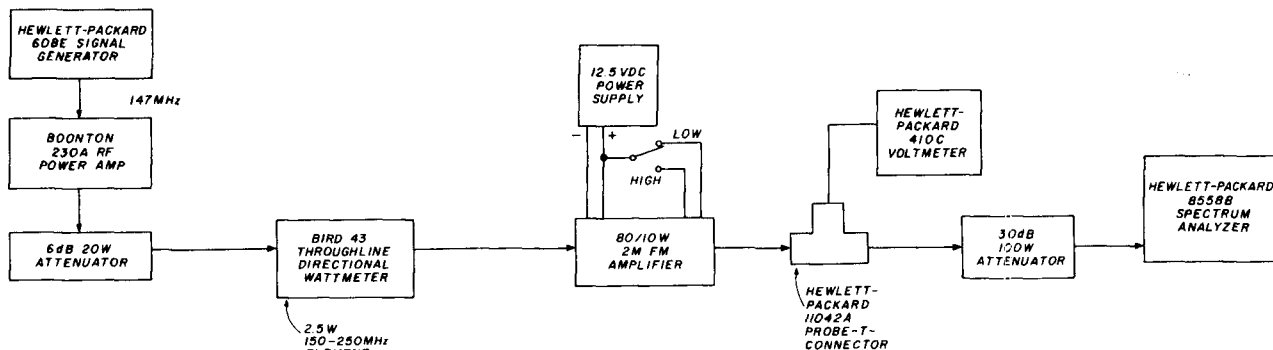 HEWLETT-PACKARD
608E SIGNAL
GENERATOR
147MHz
BOONTON
230A RF
POWER AMP
6dB 20W
ATTENUATOR
BIRD 43
THROUGHLINE
DIRECTIONAL
WATTMETER
2.5W
150-250MHz
12.5VDC
POWER
SUPPLY
- +
LOW
HIGH
80/10W
2M FM
AMPLIFIER
HEWLETT-
PACKARD
410C
VOLTMETER
HEWLETT-
PACKARD
11042A
PROBE-T-
CONNECTOR
30dB
100W
ATTENUATOR
HEWLETT-PACKARD
8558B
SPECTRUM
ANALYZER